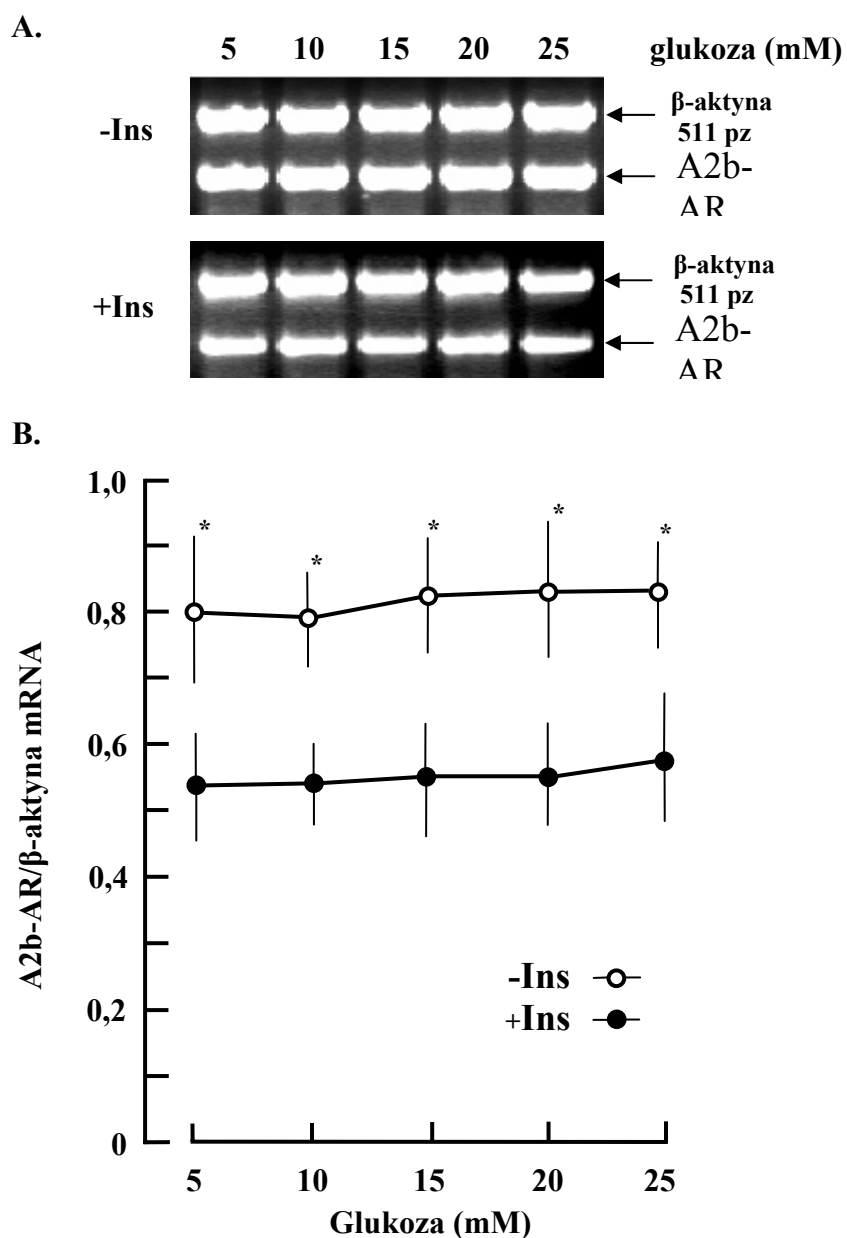 A.
5 10 15 20 25 glukoza (mM)
-Ins
β-aktyna
511 pz
A2b-
AR
+Ins
β-aktyna
511 pz
A2b-
AR
B.
1,0
0,8
0,6
0,4
0,2
0
A2b-AR/β-aktyna mRNA
* * * * *
-Ins
+Ins
5 10 15 20 25
Glukoza (mM)